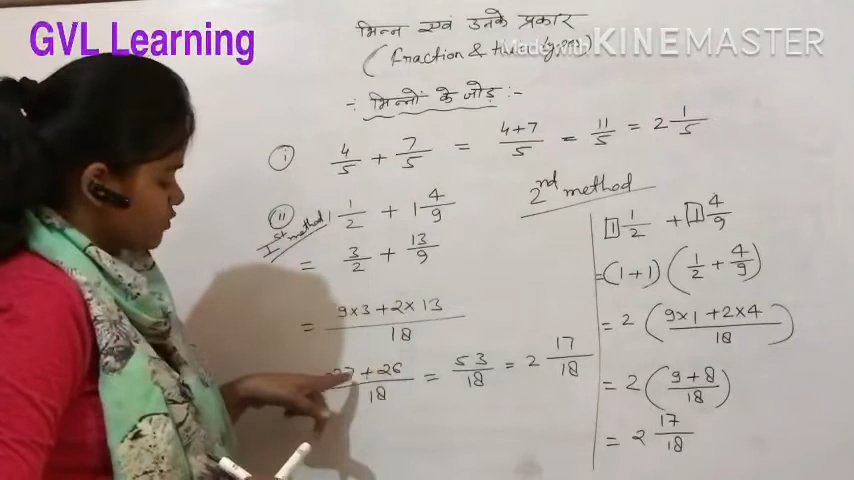 GVL Learning
भिन्न एवं उनके प्रकार
(fraction & their types)
Made with KINEMASTER
-: भिन्नों के जोड़ :-
(i) 4/5 + 7/5 = 4+7/5 = 11/5 = 2 1/5
(ii) 1 1/2 + 1 4/9
Ist method
= 3/2 + 13/9
= 9×3+2×13/18
27+26/18 = 53/18 = 2 17/18
2nd method
1 1/2 + 1 4/9
=(1+1) (1/2 + 4/9)
= 2 (9×1+2×4/18)
= 2 (9+8/18)
= 2 17/18